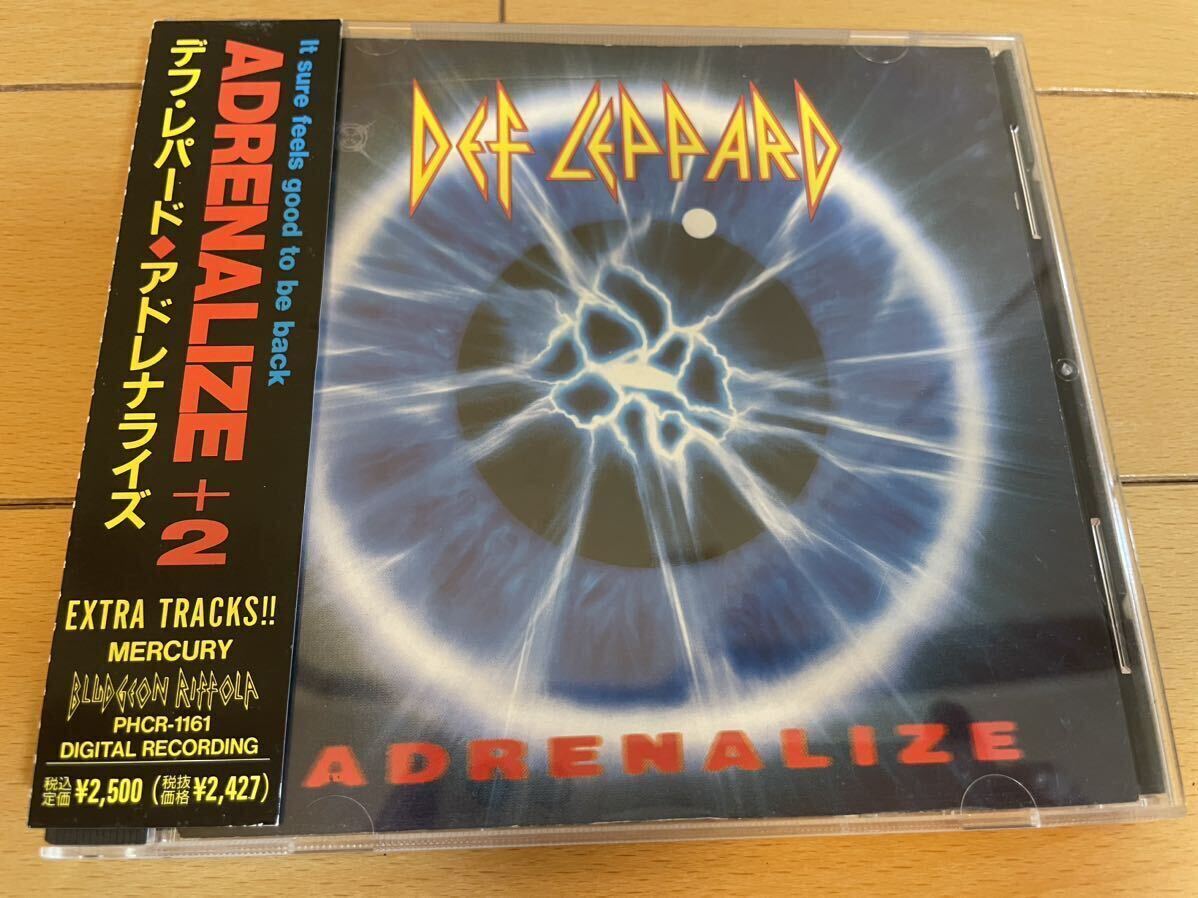 It sure feels good to be back
ADRENALIZE +2
デフ・レパード◆アドレナライズ
EXTRA TRACKS!!
MERCURY
BLUDGEON RIFFOLA
PHCR-1161
DIGITAL RECORDING
税込定価 ¥2,500 (税抜価格 ¥2,427)
DEF LEPPARD
ADRENALIZE